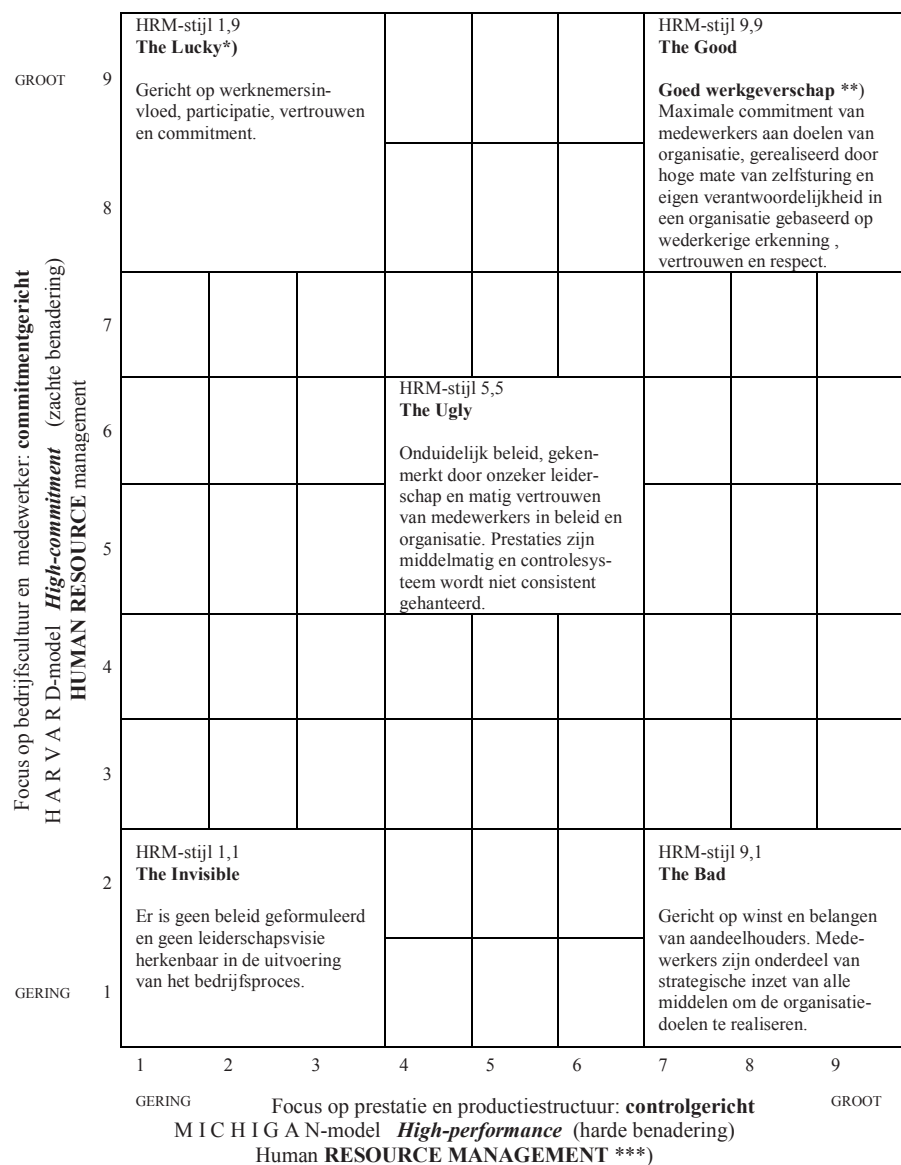 HRM-stijl 1,9
The Lucky*)
Gericht op werknemersin-
vloed, participatie, vertrouwen
en commitment.
HRM-stijl 9,9
The Good
Goed werkgeverschap **)
Maximale commitment van
medewerkers aan doelen van
organisatie, gerealiseerd door
hoge mate van zelfsturing en
eigen verantwoordelijkheid in
een organisatie gebaseerd op
wederkerige erkenning ,
vertrouwen en respect.
GROOT
9
8
7
6
5
4
3
2
1
GERING
Focus op bedrijfscultuur en medewerker: commitmentgericht
H A R V A R D-model High-commitment (zachte benadering)
HUMAN RESOURCE management
HRM-stijl 5,5
The Ugly
Onduidelijk beleid, geken-
merkt door onzeker leider-
schap en matig vertrouwen
van medewerkers in beleid en
organisatie. Prestaties zijn
middelmatig en controlesys-
teem wordt niet consistent
gehanteerd.
HRM-stijl 1,1
The Invisible
Er is geen beleid geformuleerd
en geen leiderschapsvisie
herkenbaar in de uitvoering
van het bedrijfsproces.
HRM-stijl 9,1
The Bad
Gericht op winst en belangen
van aandeelhouders. Mede-
werkers zijn onderdeel van
strategische inzet van alle
middelen om de organisatie-
doelen te realiseren.
1 2 3 4 5 6 7 8 9
GERING Focus op prestatie en productiestructuur: controlgericht GROOT
M I C H I G A N-model High-performance (harde benadering)
Human RESOURCE MANAGEMENT ***)